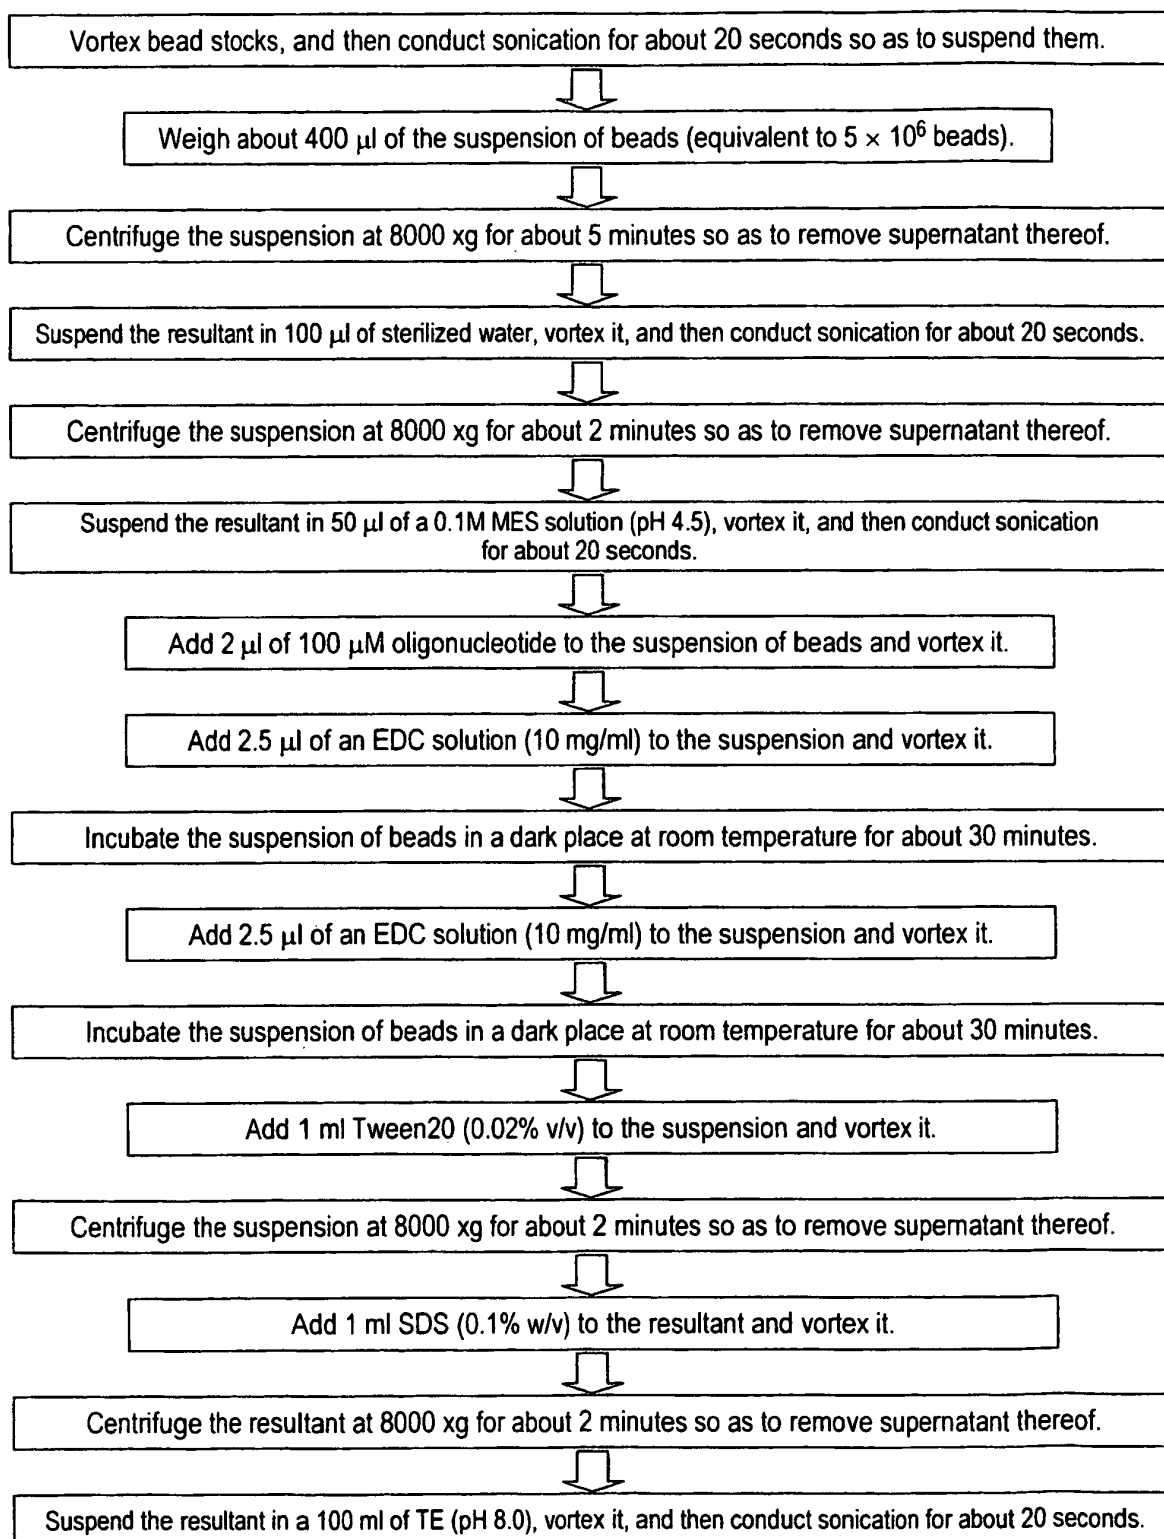 Vortex bead stocks, and then conduct sonication for about 20 seconds so as to suspend them.
Weigh about 400 µl of the suspension of beads (equivalent to 5 × 10⁶ beads).
Centrifuge the suspension at 8000 xg for about 5 minutes so as to remove supernatant thereof.
Suspend the resultant in 100 µl of sterilized water, vortex it, and then conduct sonication for about 20 seconds.
Centrifuge the suspension at 8000 xg for about 2 minutes so as to remove supernatant thereof.
Suspend the resultant in 50 µl of a 0.1M MES solution (pH 4.5), vortex it, and then conduct sonication
for about 20 seconds.
Add 2 µl of 100 µM oligonucleotide to the suspension of beads and vortex it.
Add 2.5 µl of an EDC solution (10 mg/ml) to the suspension and vortex it.
Incubate the suspension of beads in a dark place at room temperature for about 30 minutes.
Add 2.5 µl of an EDC solution (10 mg/ml) to the suspension and vortex it.
Incubate the suspension of beads in a dark place at room temperature for about 30 minutes.
Add 1 ml Tween20 (0.02% v/v) to the suspension and vortex it.
Centrifuge the suspension at 8000 xg for about 2 minutes so as to remove supernatant thereof.
Add 1 ml SDS (0.1% w/v) to the resultant and vortex it.
Centrifuge the resultant at 8000 xg for about 2 minutes so as to remove supernatant thereof.
Suspend the resultant in a 100 ml of TE (pH 8.0), vortex it, and then conduct sonication for about 20 seconds.